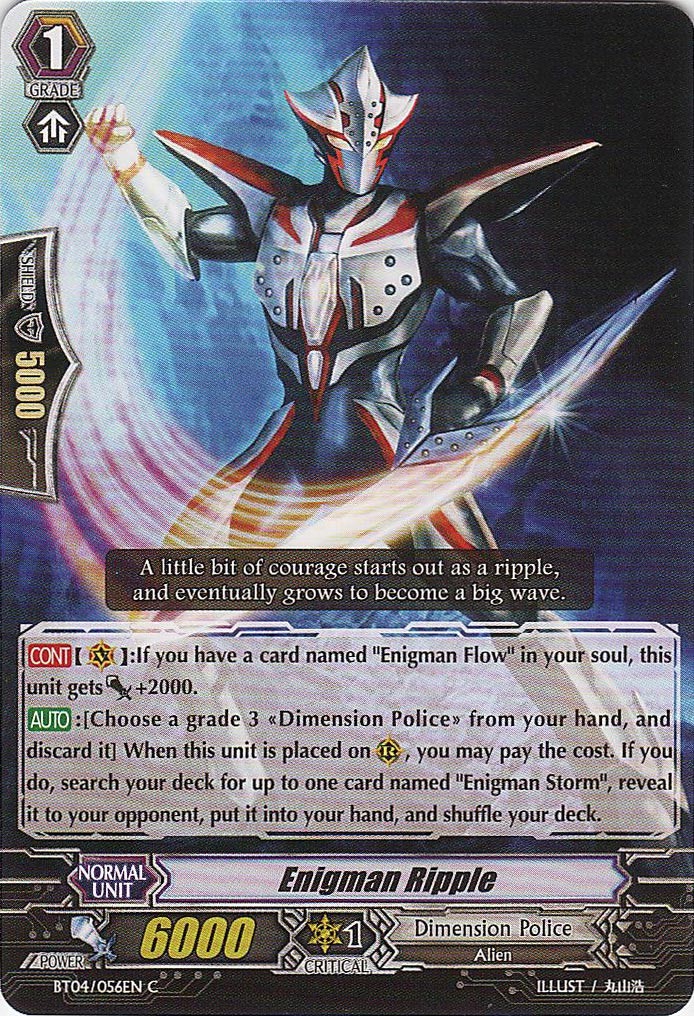 1
GRADE
SHIELD
5000
A little bit of courage starts out as a ripple,
and eventually grows to become a big wave.
CONT【 V 】:If you have a card named "Enigman Flow" in your soul, this
unit gets +2000.
AUTO :[Choose a grade 3 «Dimension Police» from your hand, and
discard it] When this unit is placed on R , you may pay the cost. If you
do, search your deck for up to one card named "Enigman Storm", reveal
it to your opponent, put it into your hand, and shuffle your deck.
NORMAL
UNIT
Enigman Ripple
POWER
6000
1
CRITICAL
Dimension Police
Alien
BT04/056EN C
ILLUST / 丸山浩